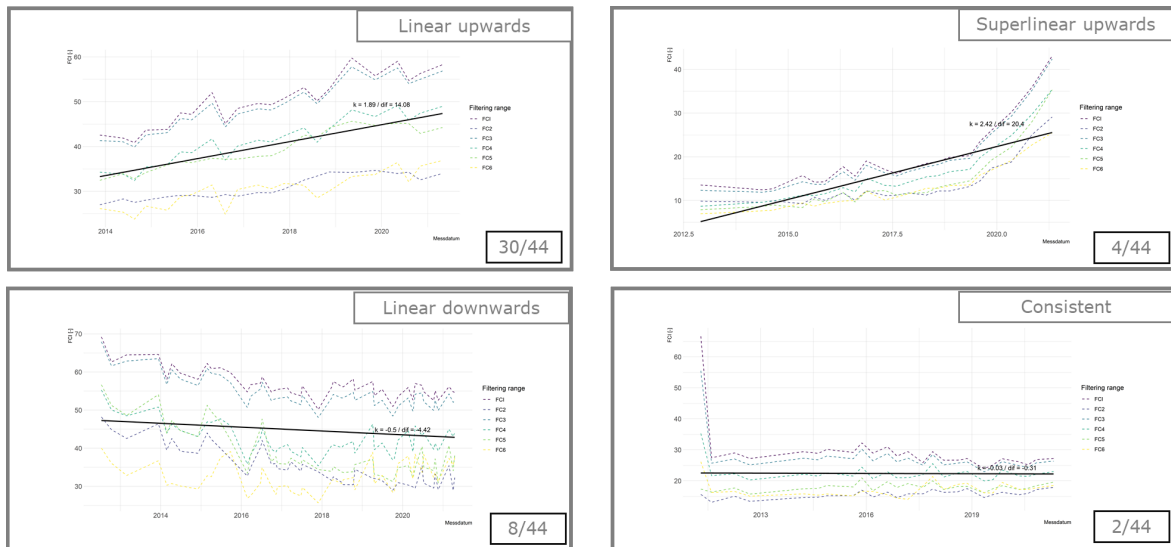 Linear upwards
FCI [-]
60
50
40
30
k = 1.89 / dif = 14.08
Filtering range
FCI
FC2
FC3
FC4
FC5
FC6
2014
2016
2018
2020
Messdatum
30/44
Superlinear upwards
FCI [-]
40
30
20
10
k = 2.42 / dif = 20.4
Filtering range
FCI
FC2
FC3
FC4
FC5
FC6
2012.5
2015.0
2017.5
2020.0
Messdatum
4/44
Linear downwards
FCI [-]
70
60
50
40
30
k = -0.5 / dif = -4.42
Filtering range
FCI
FC2
FC3
FC4
FC5
FC6
2014
2016
2018
2020
Messdatum
8/44
Consistent
FCI [-]
60
50
40
30
20
k = -0.03 / dif = -0.31
Filtering range
FCI
FC2
FC3
FC4
FC5
FC6
2013
2016
2019
Messdatum
2/44